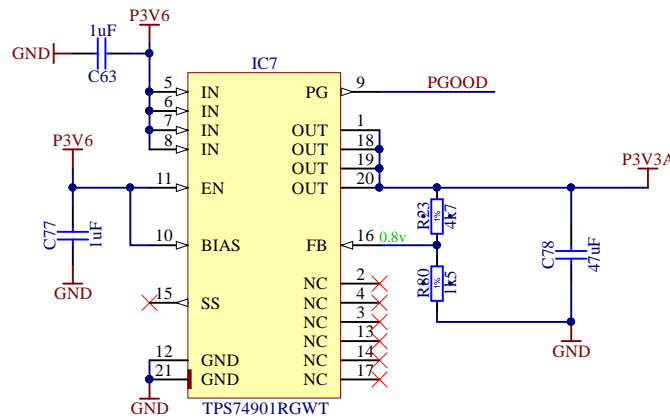 P3V6
1uF
GND
C63
IC7
5
IN
PG
9
PGOOD
6
IN
7
IN
OUT
1
8
IN
OUT
18
OUT
19
P3V6
11
EN
OUT
20
P3V3A
C77
1uF
10
BIAS
FB
16
0.8v
R23
1%
4k7
R80
1%
1k5
C78
47uF
GND
15
SS
NC
2
NC
4
NC
3
NC
13
12
GND
NC
14
21
GND
NC
17
GND
GND
TPS74901RGWT